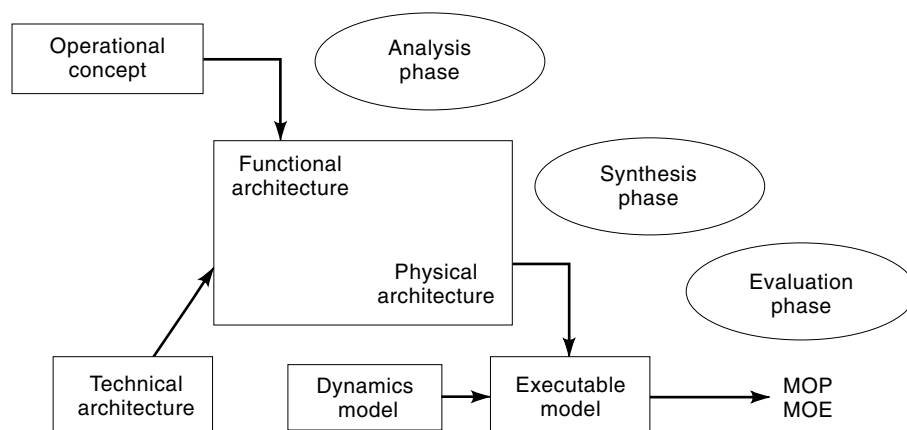 Operational
concept
Analysis
phase
Functional
architecture
Synthesis
phase
Physical
architecture
Evaluation
phase
Technical
architecture
Dynamics
model
Executable
model
MOP
MOE